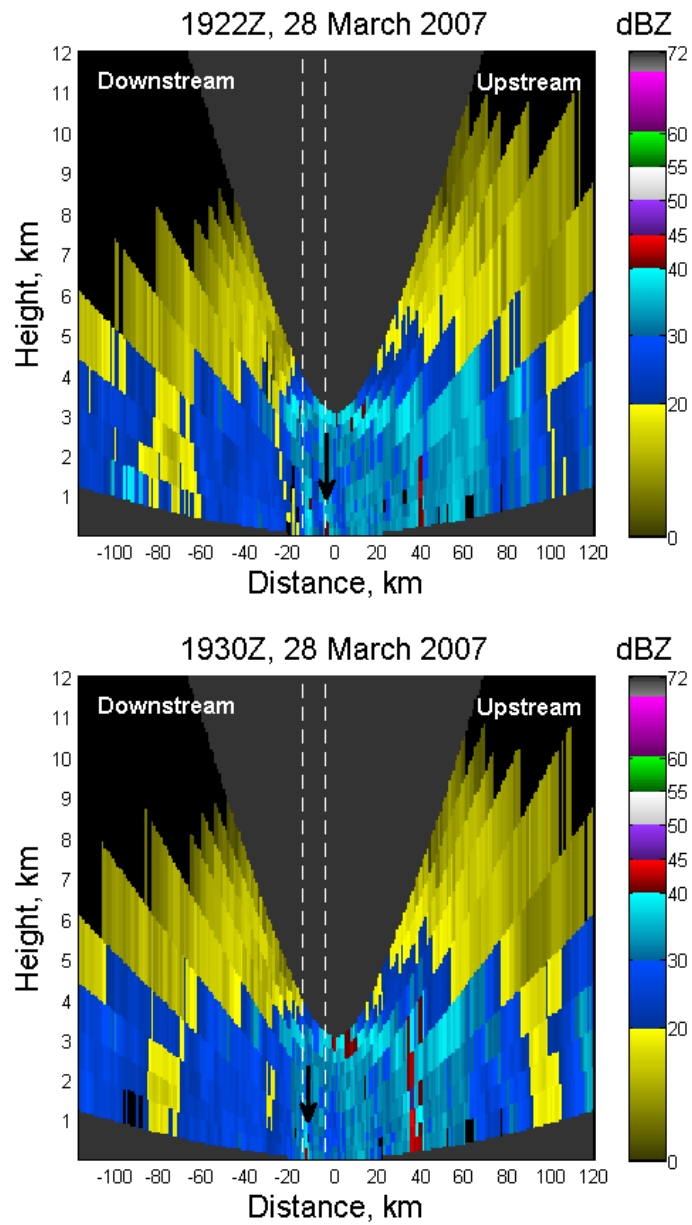 1922Z, 28 March 2007 dBZ
12 72
Downstream Upstream
11
10 60
9 55
8 50
7 45
6 40
5 30
4
3 20
2
1
0
-100 -80 -60 -40 -20 0 20 40 60 80 100 120
Height, km
Distance, km
1930Z, 28 March 2007 dBZ
12 72
Downstream Upstream
11
10 60
9 55
8 50
7 45
6 40
5 30
4
3 20
2
1
0
-100 -80 -60 -40 -20 0 20 40 60 80 100 120
Height, km
Distance, km